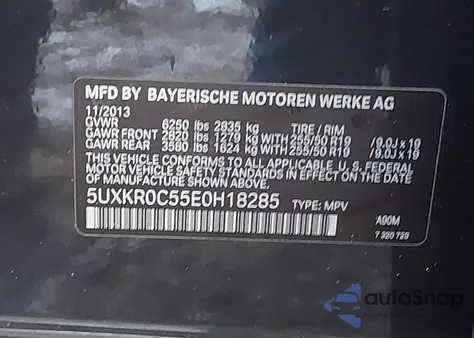 MFD BY BAYERISCHE MOTOREN WERKE AG
11/2013
GVWR 6250 lbs 2835 kg TIRE / RIM
GAWR FRONT 2820 lbs 1279 kg WITH 255/50 R19 / 9.0J x 19
GAWR REAR 3580 lbs 1624 kg WITH 255/50 R19 / 9.0J x 19
THIS VEHICLE CONFORMS TO ALL APPLICABLE U. S. FEDERAL
MOTOR VEHICLE SAFETY STANDARDS IN EFFECT ON THE DATE
OF MANUFACTURE SHOWN ABOVE.
5UXKR0C55E0H18285 TYPE: MPV
A90M
7 320 729
autoSnap